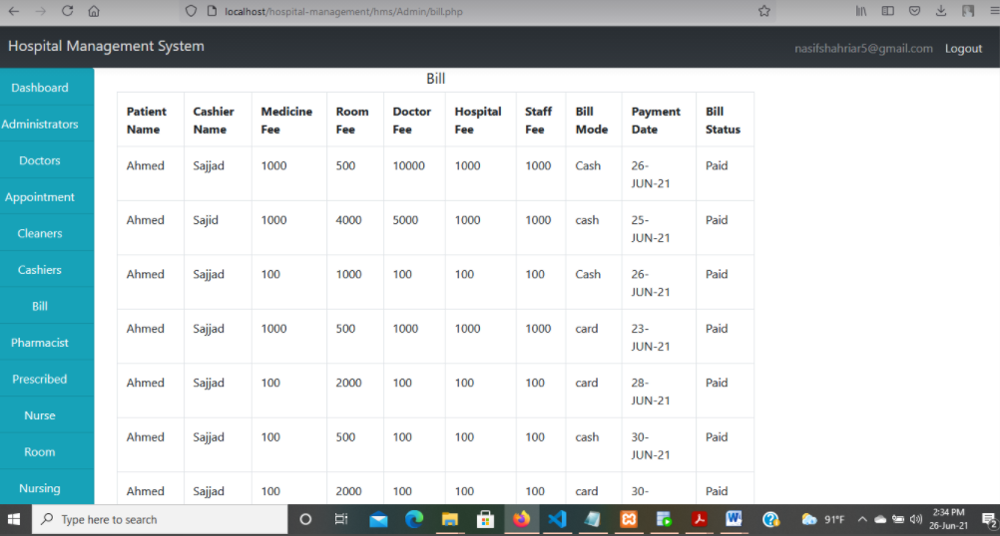 localhost/hospital-management/hms/Admin/bill.php
Hospital Management System
nasifshahriar5@gmail.com Logout
Dashboard
Administrators
Doctors
Appointment
Cleaners
Cashiers
Bill
Pharmacist
Prescribed
Nurse
Room
Nursing
Bill
Patient Name Cashier Name Medicine Fee Room Fee Doctor Fee Hospital Fee Staff Fee Bill Mode Payment Date Bill Status
Ahmed Sajjad 1000 500 10000 1000 1000 Cash 26-JUN-21 Paid
Ahmed Sajid 1000 4000 5000 1000 1000 cash 25-JUN-21 Paid
Ahmed Sajjad 100 1000 100 100 100 Cash 26-JUN-21 Paid
Ahmed Sajjad 1000 500 1000 1000 1000 card 23-JUN-21 Paid
Ahmed Sajjad 100 2000 100 100 100 card 28-JUN-21 Paid
Ahmed Sajjad 100 500 100 100 100 cash 30-JUN-21 Paid
Ahmed Sajjad 100 2000 100 100 100 card 30- Paid
Type here to search
91°F
2:34 PM
26-Jun-21
2